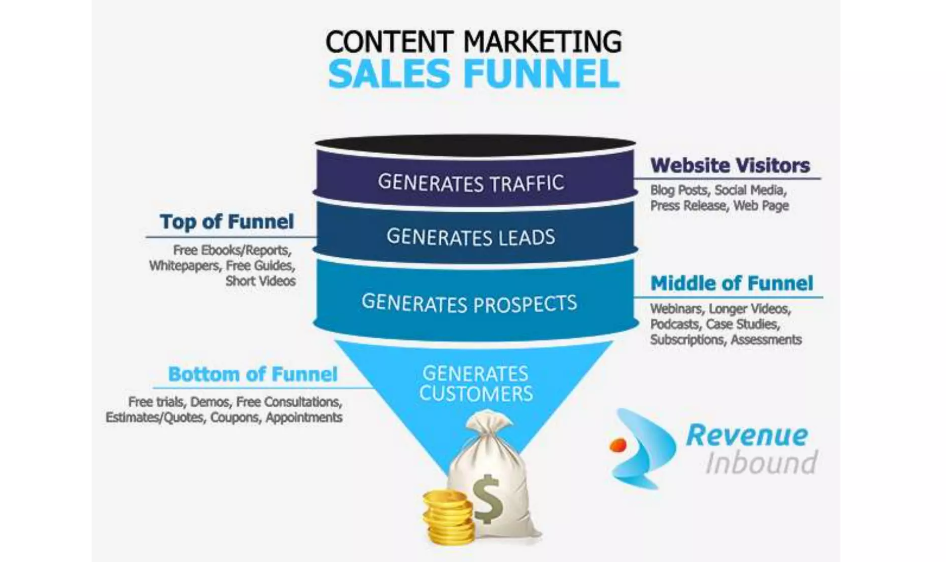 CONTENT MARKETING
SALES FUNNEL
GENERATES TRAFFIC
Website Visitors
Blog Posts, Social Media,
Press Release, Web Page
Top of Funnel
Free Ebooks/Reports,
Whitepapers, Free Guides,
Short Videos
GENERATES LEADS
GENERATES PROSPECTS
Middle of Funnel
Webinars, Longer Videos,
Podcasts, Case Studies,
Subscriptions, Assessments
Bottom of Funnel
Free trials, Demos, Free Consultations,
Estimates/Quotes, Coupons, Appointments
GENERATES
CUSTOMERS
$
Revenue
Inbound